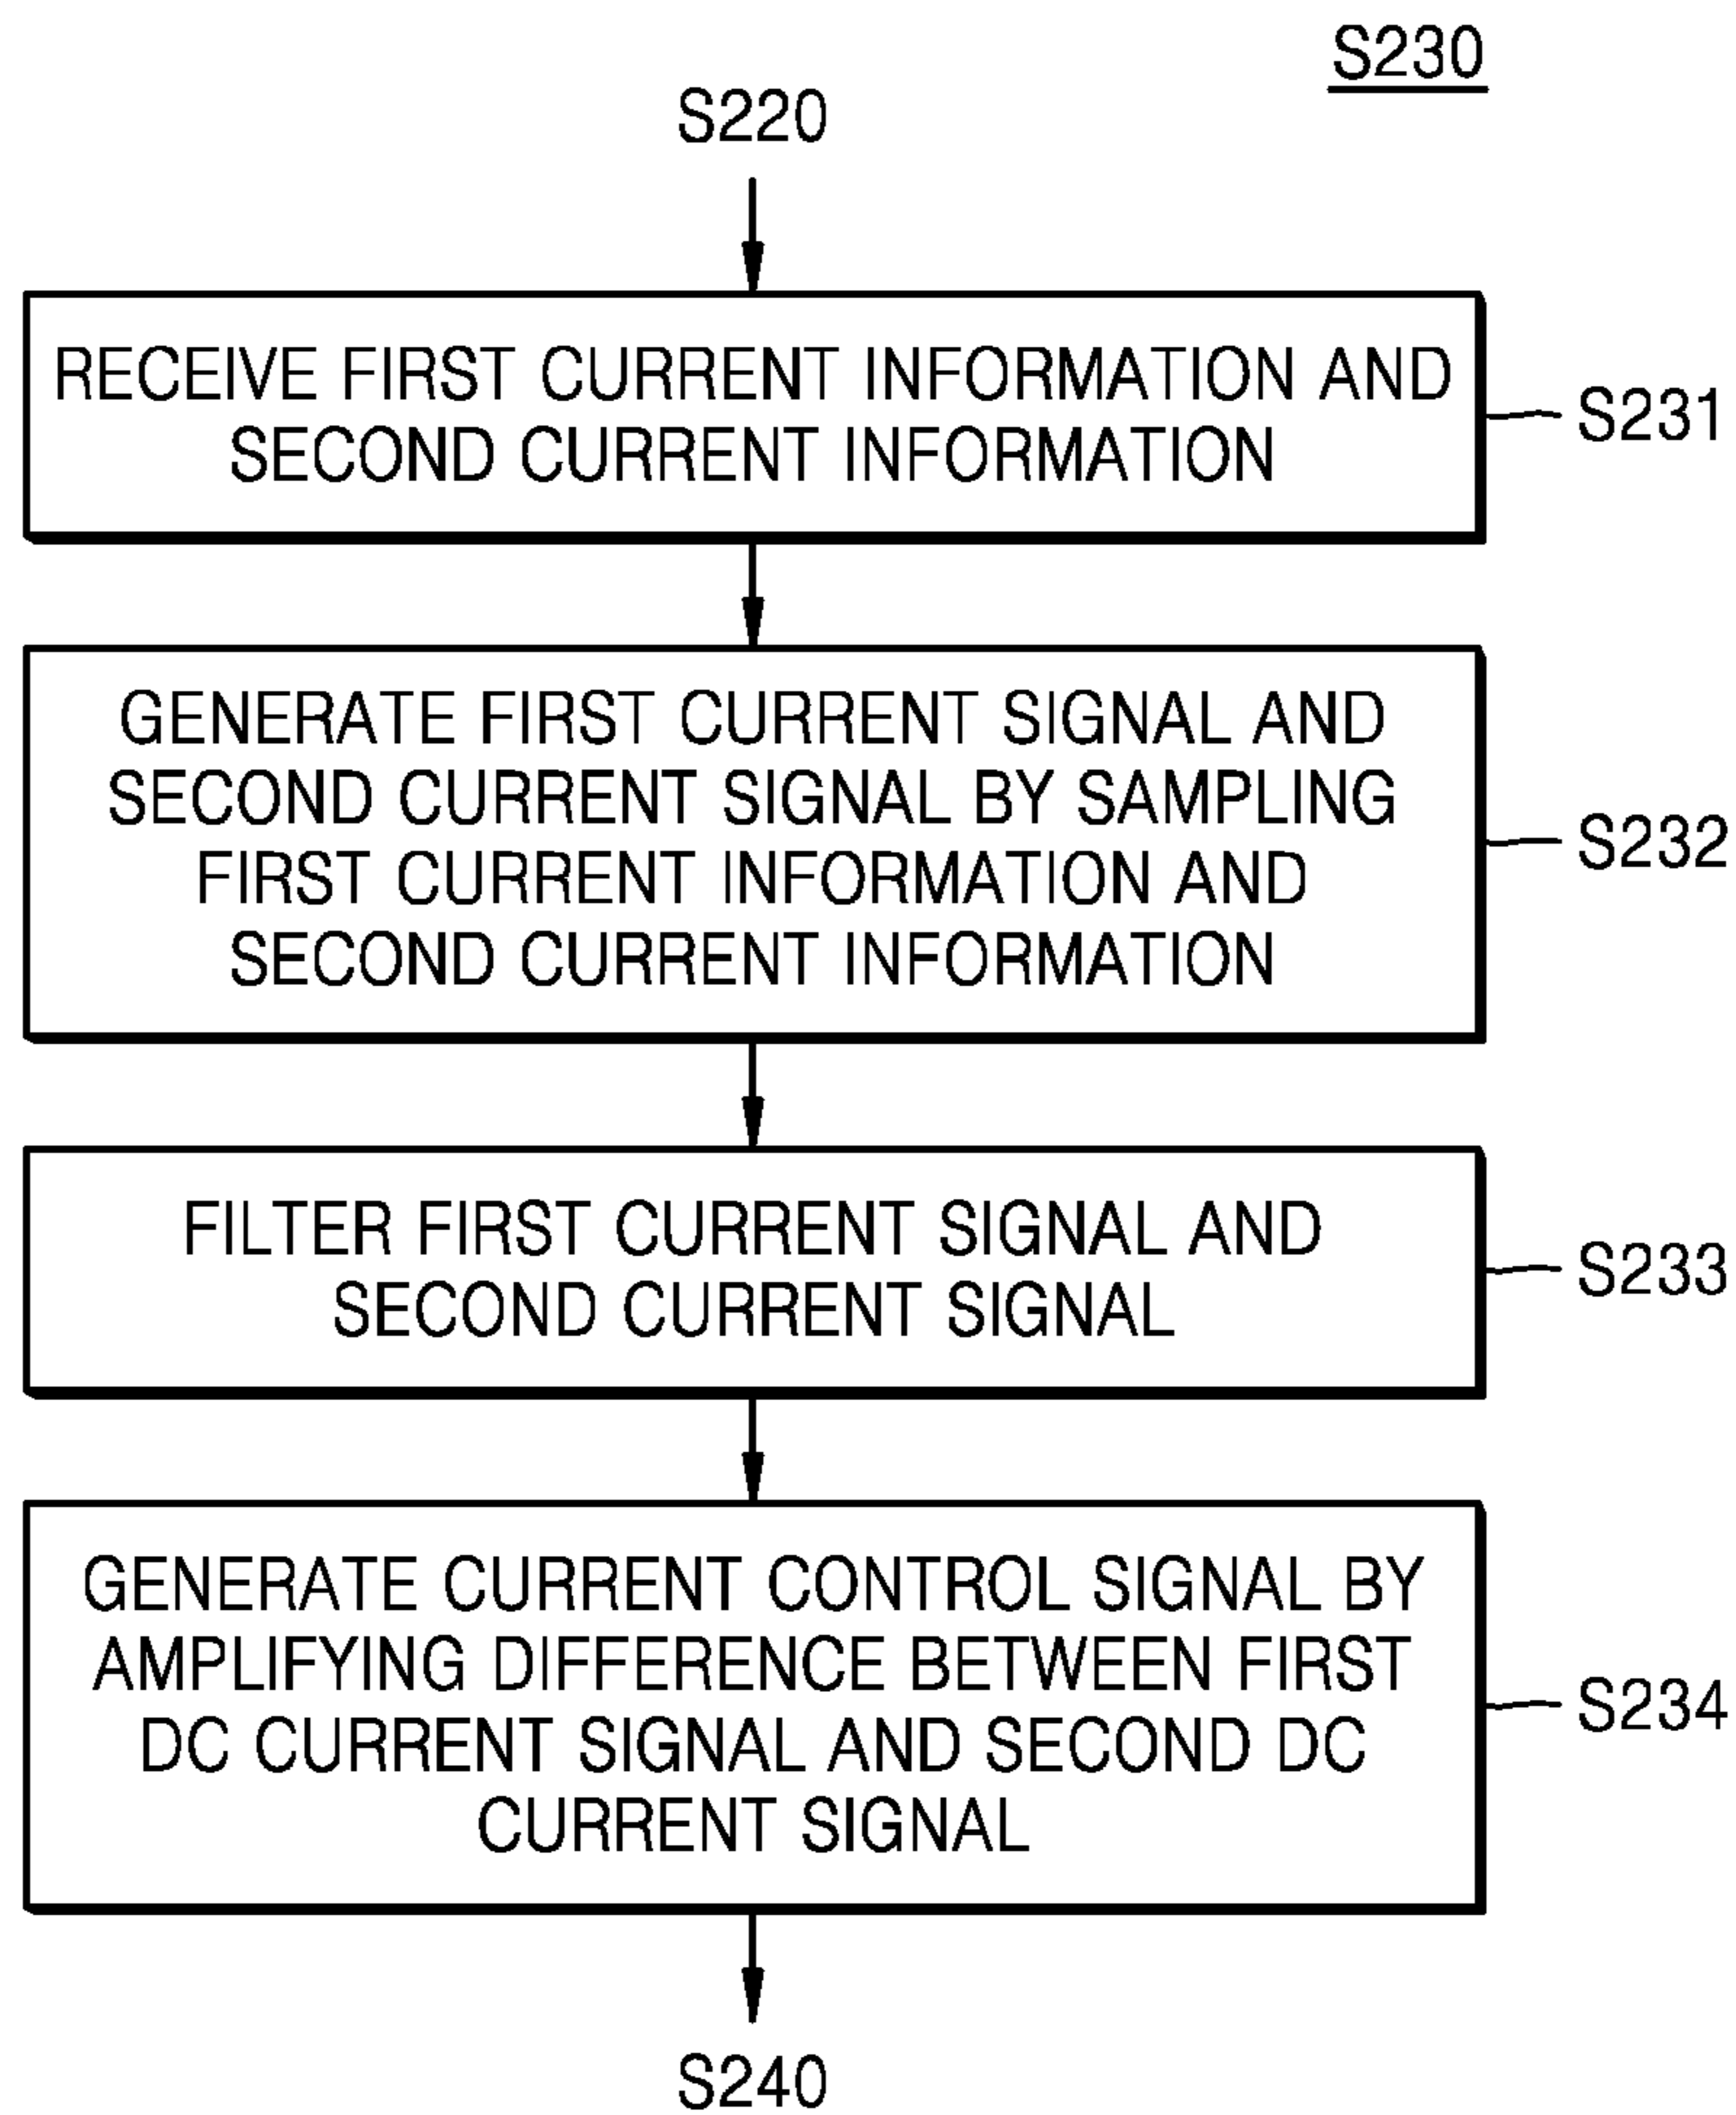 S230
S220
RECEIVE FIRST CURRENT INFORMATION AND
SECOND CURRENT INFORMATION
S231
GENERATE FIRST CURRENT SIGNAL AND
SECOND CURRENT SIGNAL BY SAMPLING
FIRST CURRENT INFORMATION AND
SECOND CURRENT INFORMATION
S232
FILTER FIRST CURRENT SIGNAL AND
SECOND CURRENT SIGNAL
S233
GENERATE CURRENT CONTROL SIGNAL BY
AMPLIFYING DIFFERENCE BETWEEN FIRST
DC CURRENT SIGNAL AND SECOND DC
CURRENT SIGNAL
S234
S240